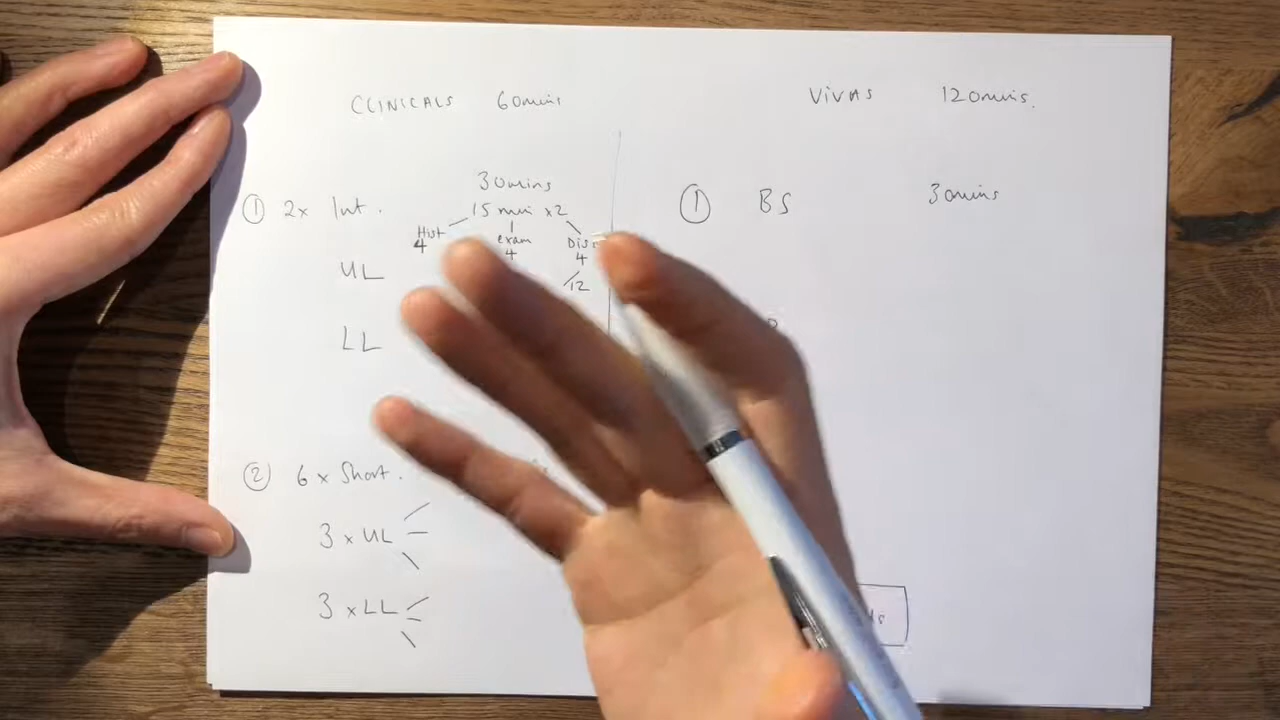 CLINICALS 60mins
VIVAS 120mins.
30mins
① 2x Int.
15 min x2
Hist exam
4 4 4
/12
UL
LL
② 6 x Short.
3 x UL
3 x LL
① BS 30mins